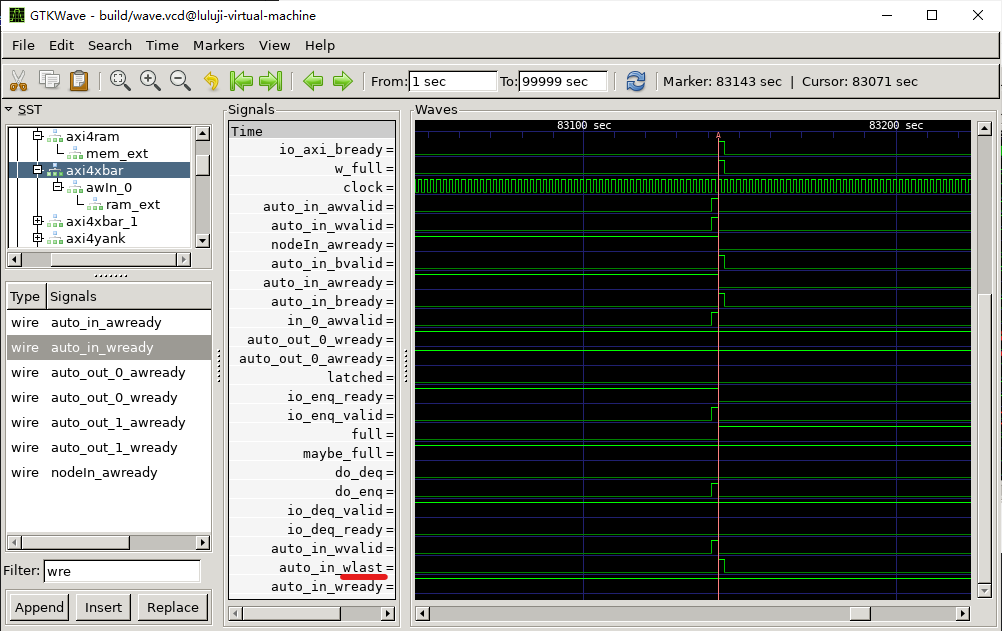 GTKWave - build/wave.vcd@luluji-virtual-machine
File Edit Search Time Markers View Help
From: 1 sec To: 99999 sec Marker: 83143 sec | Cursor: 83071 sec
SST
axi4ram
mem_ext
axi4xbar
awIn_0
ram_ext
axi4xbar_1
axi4yank
Type Signals
wire auto_in_awready
wire auto_in_wready
wire auto_out_0_awready
wire auto_out_0_wready
wire auto_out_1_awready
wire auto_out_1_wready
wire nodeIn_awready
Filter: wre
Append Insert Replace
Signals
Time
io_axi_bready =
w_full =
clock =
auto_in_awvalid =
auto_in_wvalid =
nodeIn_awready =
auto_in_bvalid =
auto_in_awready =
auto_in_bready =
in_0_awvalid =
auto_out_0_wready =
auto_out_0_awready =
latched =
io_enq_ready =
io_enq_valid =
full =
maybe_full =
do_deq =
do_enq =
io_deq_valid =
io_deq_ready =
auto_in_wvalid =
auto_in_wlast =
auto_in_wready =
Waves
83100 sec 83200 sec
A